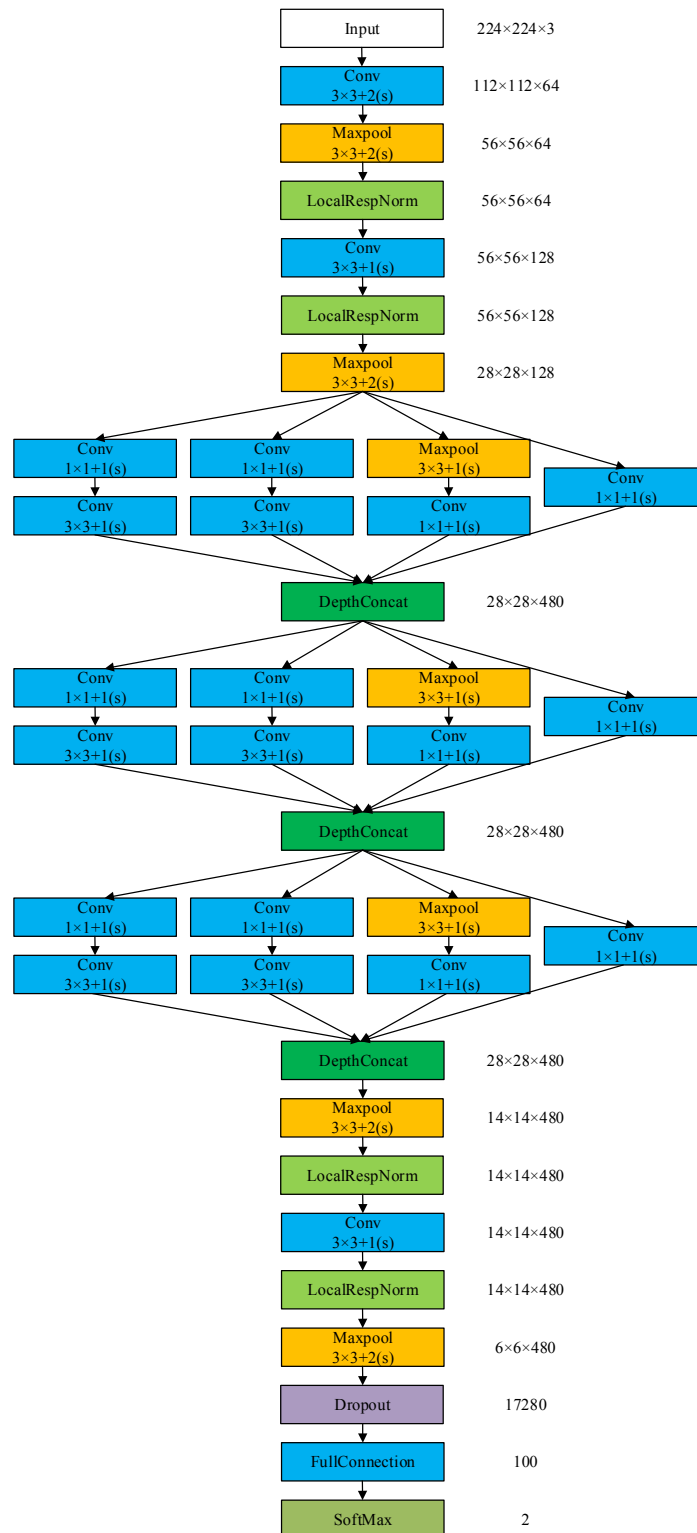 Input 224×224×3
Conv
3×3+2(s) 112×112×64
Maxpool
3×3+2(s) 56×56×64
LocalRespNorm 56×56×64
Conv
3×3+1(s) 56×56×128
LocalRespNorm 56×56×128
Maxpool
3×3+2(s) 28×28×128
Conv
1×1+1(s)
Conv
1×1+1(s)
Maxpool
3×3+1(s)
Conv
1×1+1(s)
Conv
3×3+1(s)
Conv
3×3+1(s)
Conv
1×1+1(s)
DepthConcat 28×28×480
Conv
1×1+1(s)
Conv
1×1+1(s)
Maxpool
3×3+1(s)
Conv
1×1+1(s)
Conv
3×3+1(s)
Conv
3×3+1(s)
Conv
1×1+1(s)
DepthConcat 28×28×480
Conv
1×1+1(s)
Conv
1×1+1(s)
Maxpool
3×3+1(s)
Conv
1×1+1(s)
Conv
3×3+1(s)
Conv
3×3+1(s)
Conv
1×1+1(s)
DepthConcat 28×28×480
Maxpool
3×3+2(s) 14×14×480
LocalRespNorm 14×14×480
Conv
3×3+1(s) 14×14×480
LocalRespNorm 14×14×480
Maxpool
3×3+2(s) 6×6×480
Dropout 17280
FullConnection 100
SoftMax 2